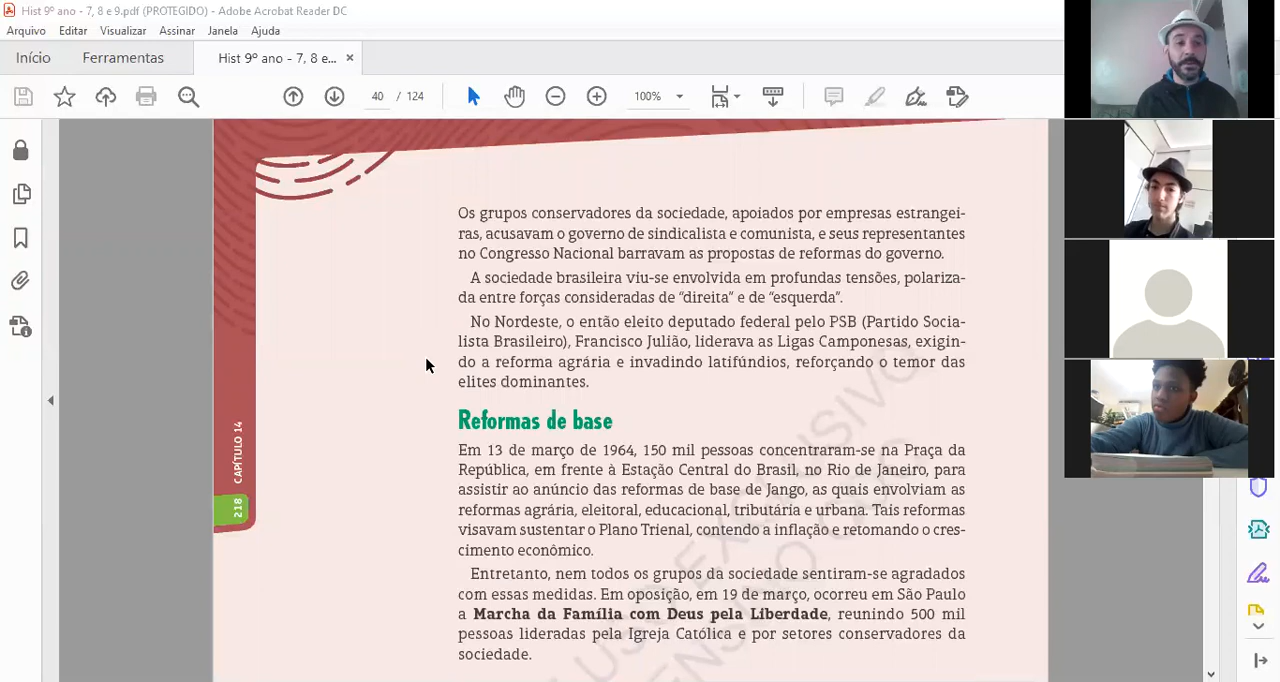 Hist 9º ano - 7, 8 e 9.pdf (PROTEGIDO) - Adobe Acrobat Reader DC
Arquivo Editar Visualizar Assinar Janela Ajuda
Início Ferramentas Hist 9º ano - 7, 8 e... ×
40 / 124 100%
Os grupos conservadores da sociedade, apoiados por empresas estrangei-
ras, acusavam o governo de sindicalista e comunista, e seus representantes
no Congresso Nacional barravam as propostas de reformas do governo.
A sociedade brasileira viu-se envolvida em profundas tensões, polariza-
da entre forças consideradas de “direita” e de “esquerda”.
No Nordeste, o então eleito deputado federal pelo PSB (Partido Socia-
lista Brasileiro), Francisco Julião, liderava as Ligas Camponesas, exigin-
do a reforma agrária e invadindo latifúndios, reforçando o temor das
elites dominantes.
Reformas de base
Em 13 de março de 1964, 150 mil pessoas concentraram-se na Praça da
República, em frente à Estação Central do Brasil, no Rio de Janeiro, para
assistir ao anúncio das reformas de base de Jango, as quais envolviam as
reformas agrária, eleitoral, educacional, tributária e urbana. Tais reformas
visavam sustentar o Plano Trienal, contendo a inflação e retomando o cres-
cimento econômico.
Entretanto, nem todos os grupos da sociedade sentiram-se agradados
com essas medidas. Em oposição, em 19 de março, ocorreu em São Paulo
a Marcha da Família com Deus pela Liberdade, reunindo 500 mil
pessoas lideradas pela Igreja Católica e por setores conservadores da
sociedade.
CAPÍTULO 14
218
USO EXCLUSIVO